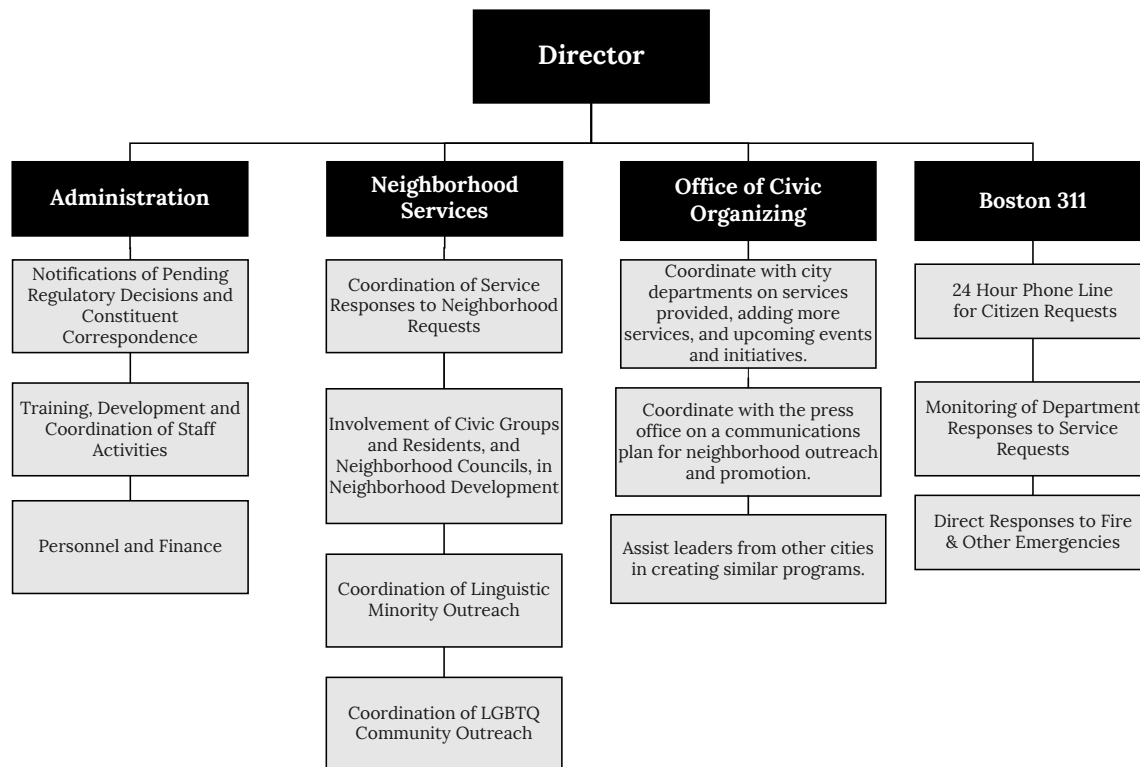 Director
Administration
Notifications of Pending
Regulatory Decisions and
Constituent
Correspondence
Training, Development and
Coordination of Staff
Activities
Personnel and Finance
Neighborhood
Services
Coordination of Service
Responses to Neighborhood
Requests
Involvement of Civic Groups
and Residents, and
Neighborhood Councils, in
Neighborhood Development
Coordination of Linguistic
Minority Outreach
Coordination of LGBTQ
Community Outreach
Office of Civic
Organizing
Coordinate with city
departments on services
provided, adding more
services, and upcoming events
and initiatives.
Coordinate with the press
office on a communications
plan for neighborhood outreach
and promotion.
Assist leaders from other cities
in creating similar programs.
Boston 311
24 Hour Phone Line
for Citizen Requests
Monitoring of Department
Responses to Service
Requests
Direct Responses to Fire
& Other Emergencies